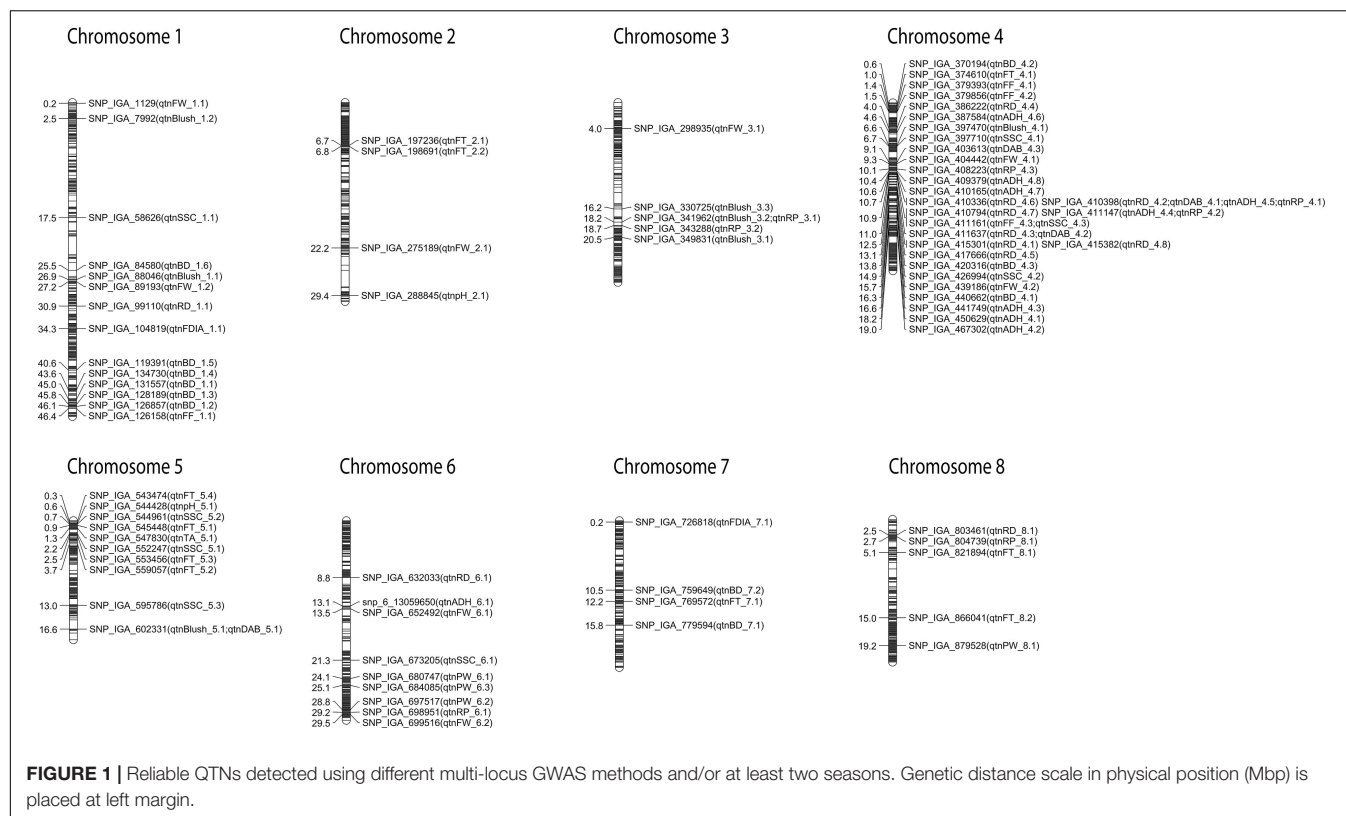 Chromosome 1
0.2 SNP_IGA_1129(qtnFW_1.1)
2.5 SNP_IGA_7992(qtnBlush_1.2)
17.5 SNP_IGA_58626(qtnSSC_1.1)
25.5 SNP_IGA_84580(qtnBD_1.6)
26.9 SNP_IGA_88046(qtnBlush_1.1)
27.2 SNP_IGA_89193(qtnFW_1.2)
30.9 SNP_IGA_99110(qtnRD_1.1)
34.3 SNP_IGA_104819(qtnFDIA_1.1)
40.6 SNP_IGA_119391(qtnBD_1.5)
43.6 SNP_IGA_134730(qtnBD_1.4)
45.0 SNP_IGA_131557(qtnBD_1.1)
45.8 SNP_IGA_128189(qtnBD_1.3)
46.1 SNP_IGA_126857(qtnBD_1.2)
46.4 SNP_IGA_126158(qtnFF_1.1)
Chromosome 2
6.7 SNP_IGA_197236(qtnFT_2.1)
6.8 SNP_IGA_198691(qtnFT_2.2)
22.2 SNP_IGA_275189(qtnFW_2.1)
29.4 SNP_IGA_288845(qtnpH_2.1)
Chromosome 3
4.0 SNP_IGA_298935(qtnFW_3.1)
16.2 SNP_IGA_330725(qtnBlush_3.3)
18.2 SNP_IGA_341962(qtnBlush_3.2;qtnRP_3.1)
18.7 SNP_IGA_343288(qtnRP_3.2)
20.5 SNP_IGA_349831(qtnBlush_3.1)
Chromosome 4
0.6 SNP_IGA_370194(qtnBD_4.2)
1.0 SNP_IGA_374610(qtnFT_4.1)
1.4 SNP_IGA_379393(qtnFF_4.1)
1.5 SNP_IGA_379856(qtnFF_4.2)
4.0 SNP_IGA_386222(qtnRD_4.4)
4.6 SNP_IGA_387584(qtnADH_4.6)
6.6 SNP_IGA_397470(qtnBlush_4.1)
6.7 SNP_IGA_397710(qtnSSC_4.1)
9.1 SNP_IGA_403613(qtnDAB_4.3)
9.3 SNP_IGA_404442(qtnFW_4.1)
10.1 SNP_IGA_408223(qtnRP_4.3)
10.4 SNP_IGA_409379(qtnADH_4.8)
10.6 SNP_IGA_410165(qtnADH_4.7)
10.7 SNP_IGA_410336(qtnRD_4.6) SNP_IGA_410398(qtnRD_4.2;qtnDAB_4.1;qtnADH_4.5;qtnRP_4.1)
SNP_IGA_410794(qtnRD_4.7) SNP_IGA_411147(qtnADH_4.4;qtnRP_4.2)
10.9 SNP_IGA_411161(qtnFF_4.3;qtnSSC_4.3)
11.0 SNP_IGA_411637(qtnRD_4.3;qtnDAB_4.2)
12.5 SNP_IGA_415301(qtnRD_4.1) SNP_IGA_415382(qtnRD_4.8)
13.1 SNP_IGA_417666(qtnRD_4.5)
13.8 SNP_IGA_420316(qtnBD_4.3)
14.9 SNP_IGA_426994(qtnSSC_4.2)
15.7 SNP_IGA_439186(qtnFW_4.2)
16.3 SNP_IGA_440662(qtnBD_4.1)
16.6 SNP_IGA_441749(qtnADH_4.3)
18.2 SNP_IGA_450629(qtnADH_4.1)
19.0 SNP_IGA_467302(qtnADH_4.2)
Chromosome 5
0.3 SNP_IGA_543474(qtnFT_5.4)
0.6 SNP_IGA_544428(qtnpH_5.1)
0.7 SNP_IGA_544961(qtnSSC_5.2)
0.9 SNP_IGA_545448(qtnFT_5.1)
1.3 SNP_IGA_547830(qtnTA_5.1)
2.2 SNP_IGA_552247(qtnSSC_5.1)
2.5 SNP_IGA_553456(qtnFT_5.3)
3.7 SNP_IGA_559057(qtnFT_5.2)
13.0 SNP_IGA_595786(qtnSSC_5.3)
16.6 SNP_IGA_602331(qtnBlush_5.1;qtnDAB_5.1)
Chromosome 6
8.8 SNP_IGA_632033(qtnRD_6.1)
13.1 snp_6_13059650(qtnADH_6.1)
13.5 SNP_IGA_652492(qtnFW_6.1)
21.3 SNP_IGA_673205(qtnSSC_6.1)
24.1 SNP_IGA_680747(qtnPW_6.1)
25.1 SNP_IGA_684085(qtnPW_6.3)
28.8 SNP_IGA_697517(qtnPW_6.2)
29.2 SNP_IGA_698951(qtnRP_6.1)
29.5 SNP_IGA_699516(qtnFW_6.2)
Chromosome 7
0.2 SNP_IGA_726818(qtnFDIA_7.1)
10.5 SNP_IGA_759649(qtnBD_7.2)
12.2 SNP_IGA_769572(qtnFT_7.1)
15.8 SNP_IGA_779594(qtnBD_7.1)
Chromosome 8
2.5 SNP_IGA_803461(qtnRD_8.1)
2.7 SNP_IGA_804739(qtnRP_8.1)
5.1 SNP_IGA_821894(qtnFT_8.1)
15.0 SNP_IGA_866041(qtnFT_8.2)
19.2 SNP_IGA_879528(qtnPW_8.1)
FIGURE 1 | Reliable QTNs detected using different multi-locus GWAS methods and/or at least two seasons. Genetic distance scale in physical position (Mbp) is
placed at left margin.